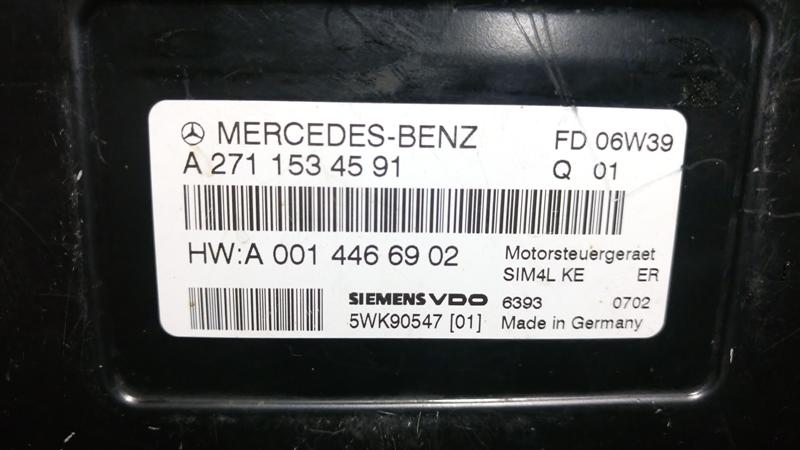 MERCEDES-BENZ FD 06W39
A 271 153 45 91 Q 01
HW:A 001 446 69 02 Motorsteuergeraet
SIM4L KE ER
SIEMENS VDO 6393 0702
5WK90547 [01] Made in Germany